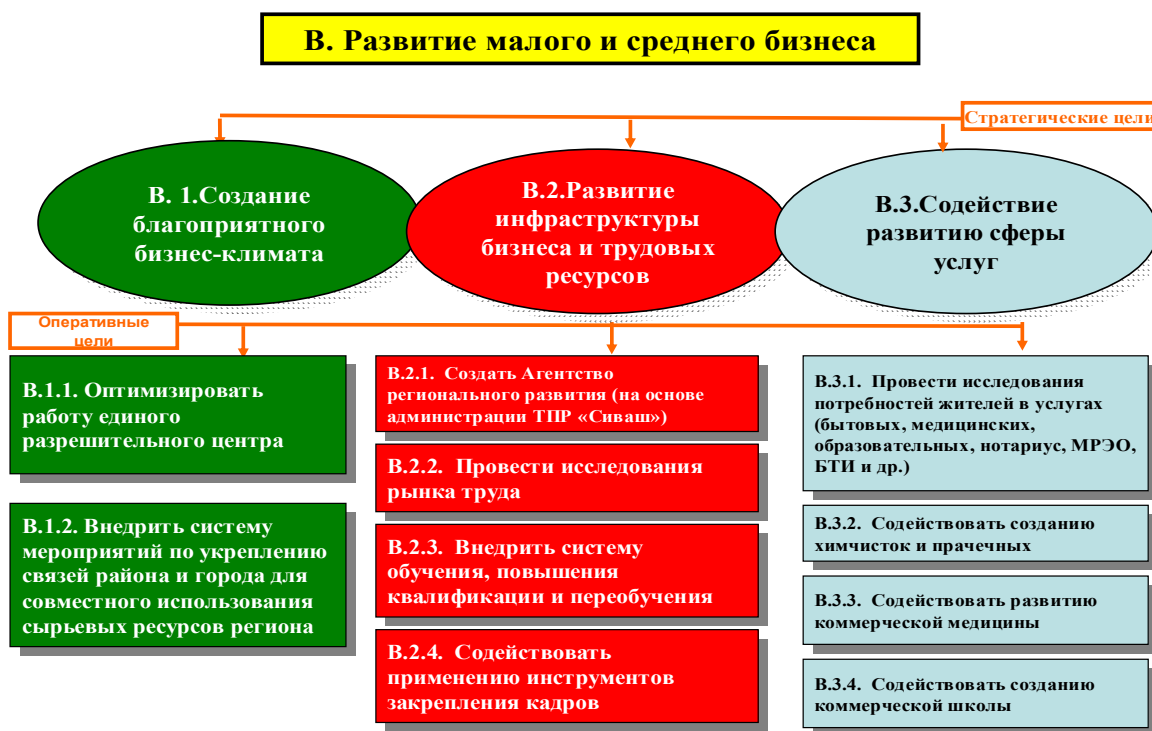 В. Развитие малого и среднего бизнеса
Стратегические цели
В. 1.Создание
благоприятного
бизнес-климата
В.2.Развитие
инфраструктуры
бизнеса и трудовых
ресурсов
В.3.Содействие
развитию сферы
услуг
Оперативные
цели
В.1.1. Оптимизировать
работу единого
разрешительного центра
В.1.2. Внедрить систему
мероприятий по укреплению
связей района и города для
совместного использования
сырьевых ресурсов региона
В.2.1. Создать Агентство
регионального развития (на основе
администрации ТПР «Сиваш»)
В.2.2. Провести исследования
рынка труда
В.2.3. Внедрить систему
обучения, повышения
квалификации и переобучения
В.2.4. Содействовать
применению инструментов
закрепления кадров
В.3.1. Провести исследования
потребностей жителей в услугах
(бытовых, медицинских,
образовательных, нотариус, МРЭО,
БТИ и др.)
В.3.2. Содействовать созданию
химчисток и прачечных
В.3.3. Содействовать развитию
коммерческой медицины
В.3.4. Содействовать созданию
коммерческой школы